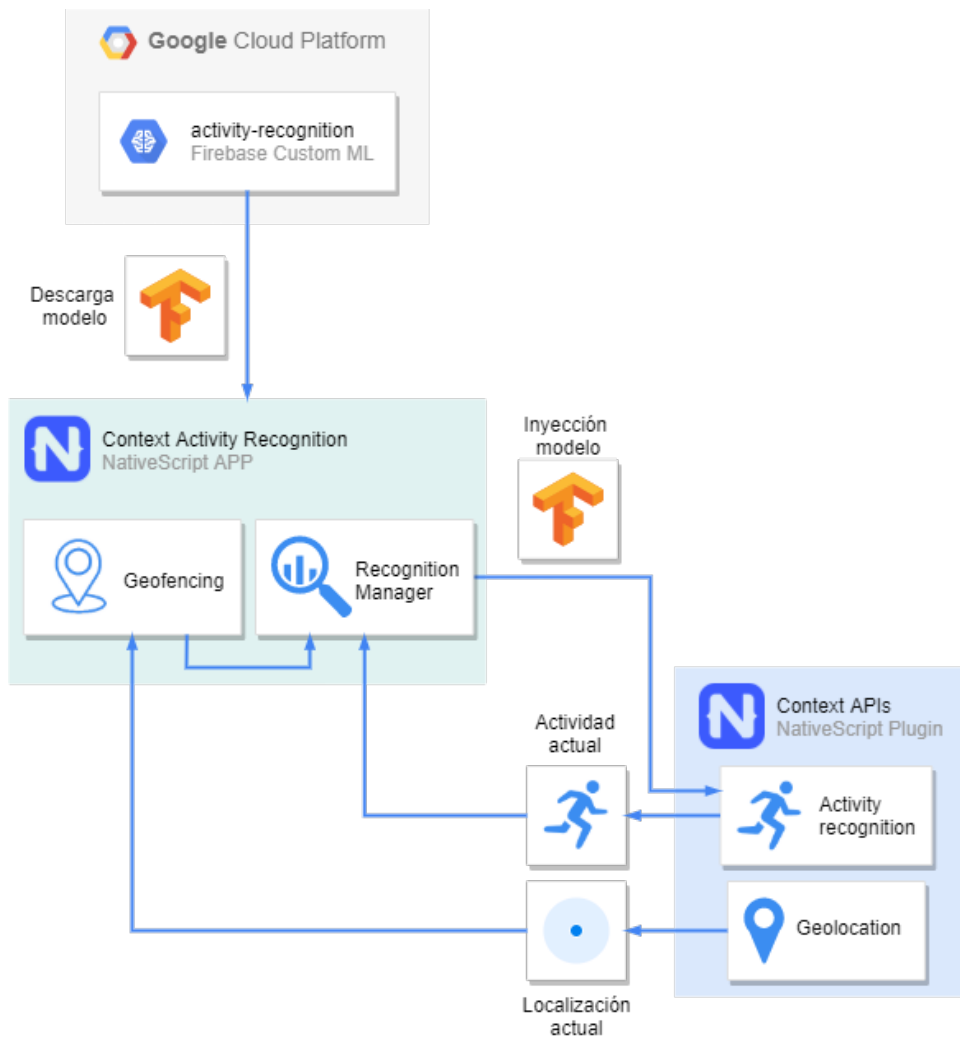 Google Cloud Platform
activity-recognition
Firebase Custom ML
Descarga
modelo
Context Activity Recognition
NativeScript APP
Inyección
modelo
Geofencing
Recognition
Manager
Context APIs
NativeScript Plugin
Actividad
actual
Activity
recognition
Geolocation
Localización
actual